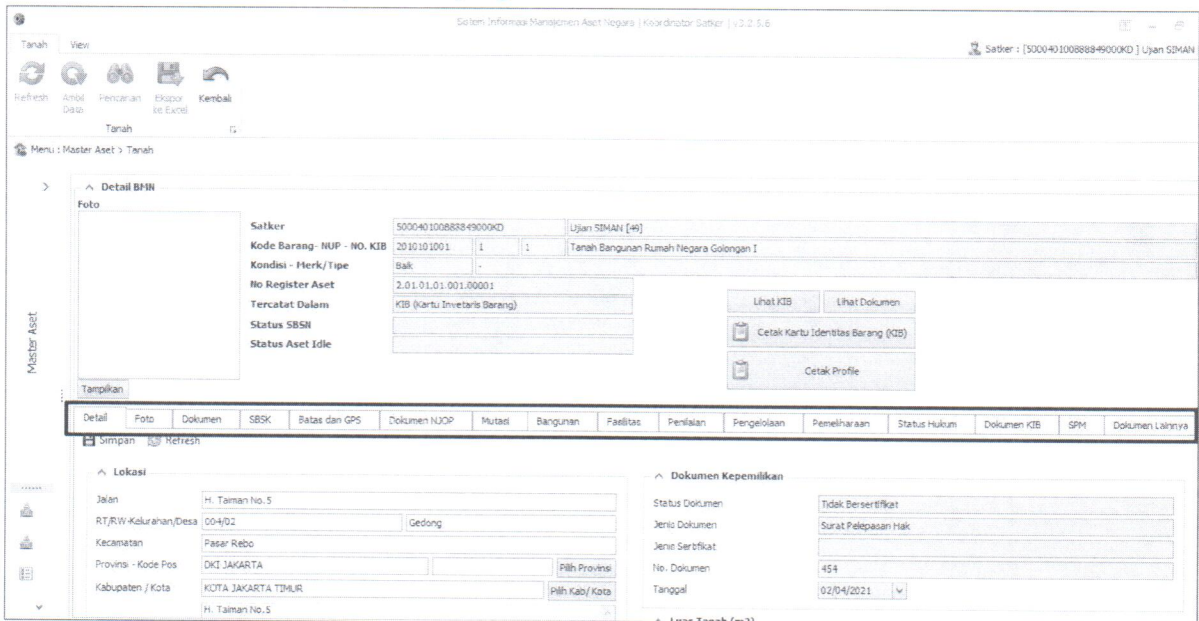 Sistem Informasi Manajemen Aset Negara | Koordinator Satker | v3.2.5.6
Tanah View
Satker : [500040100888849000KD ] Ujian SIMAN
Refresh Ambil Data Pencarian Ekspor ke Excel Kembali
Tanah
Menu : Master Aset > Tanah
Master Aset
Detail BMN
Foto
Satker 500040100888849000KD Ujian SIMAN [49]
Kode Barang- NUP - NO. KIB 2010101001 1 1 Tanah Bangunan Rumah Negara Golongan I
Kondisi - Merk/Tipe Baik -
No Register Aset 2.01.01.01.001.00001
Tercatat Dalam KIB (Kartu Invetaris Barang)
Status SBSN
Status Aset Idle
Lihat KIB Lihat Dokumen
Cetak Kartu Identitas Barang (KIB)
Cetak Profile
Tampilkan
Detail Foto Dokumen SBSK Batas dan GPS Dokumen NJOP Mutasi Bangunan Fasilitas Penilaian Pengelolaan Pemeliharaan Status Hukum Dokumen KIB SPM Dokumen Lainnya
Simpan Refresh
Lokasi
Jalan H. Taiman No.5
RT/RW-Kelurahan/Desa 004/02 Gedong
Kecamatan Pasar Rebo
Provinsi - Kode Pos DKI JAKARTA Pilih Provinsi
Kabupaten / Kota KOTA JAKARTA TIMUR Pilih Kab/ Kota
H. Taiman No.5
Dokumen Kepemilikan
Status Dokumen Tidak Bersertifikat
Jenis Dokumen Surat Pelepasan Hak
Jenis Sertifikat
No. Dokumen 454
Tanggal 02/04/2021
Luas Tanah (m2)